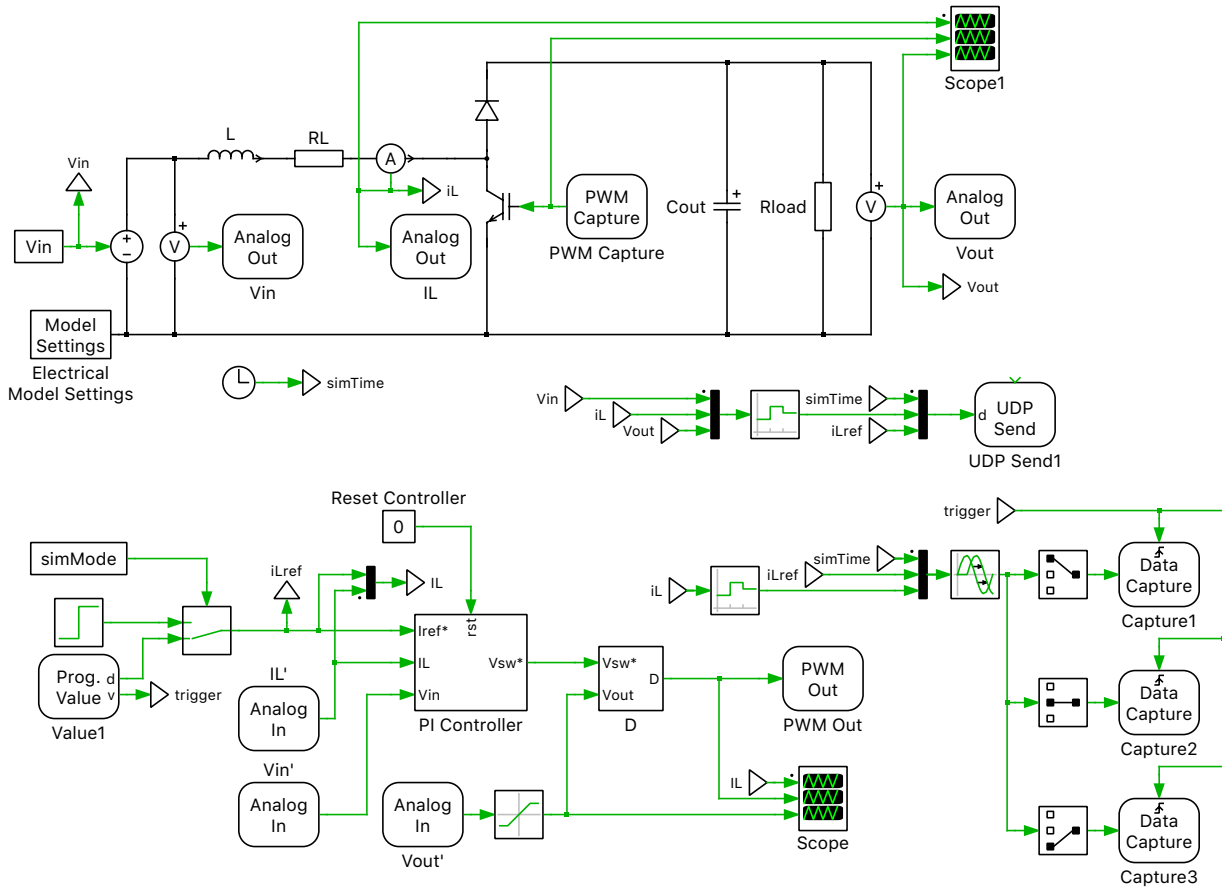 Scope1
L
RL
A
Vin
iL
PWM
Capture
PWM Capture
Cout
+
Rload
+
V
Analog
Out
Vout
Vin
+
−
+
V
Analog
Out
Vin
Analog
Out
IL
Vout
Model
Settings
Electrical
Model Settings
simTime
Vin
iL
Vout
simTime
iLref
d
UDP
Send
UDP Send1
Reset Controller
0
trigger
simMode
iLref
IL
simTime
iLref
iL
Data
Capture
Capture1
Prog.
Value
d
v
Value1
trigger
Iref*
rst
IL
Vin
Vsw*
PI Controller
Vsw*
Vout
D
D
PWM
Out
PWM Out
IL'
Analog
In
Data
Capture
Capture2
Vin'
Analog
In
Analog
In
Vout'
IL
Scope
Data
Capture
Capture3